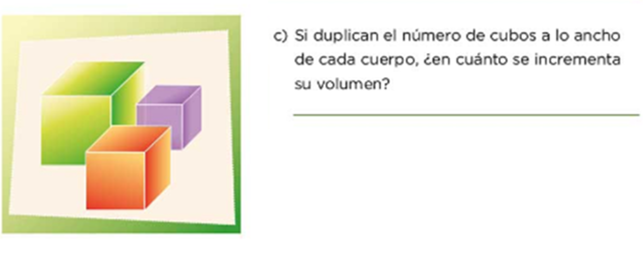 c) Si duplican el número de cubos a lo ancho
de cada cuerpo, ¿en cuánto se incrementa
su volumen?